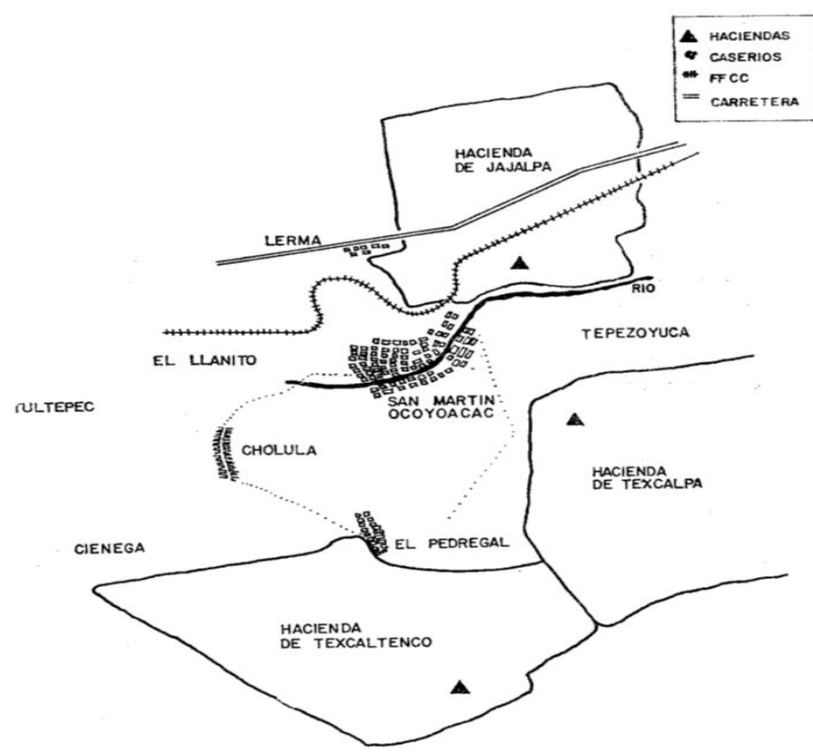 HACIENDAS
CASERIOS
FF CC
CARRETERA
HACIENDA
DE JAJALPA
LERMA
RIO
TEPEZOYUCA
EL LLANITO
SAN MARTIN
OCOYOACAC
TULTEPEC
CHOLULA
HACIENDA
DE TEXCALPA
EL PEDREGAL
CIENEGA
HACIENDA
DE TEXCALTENCO